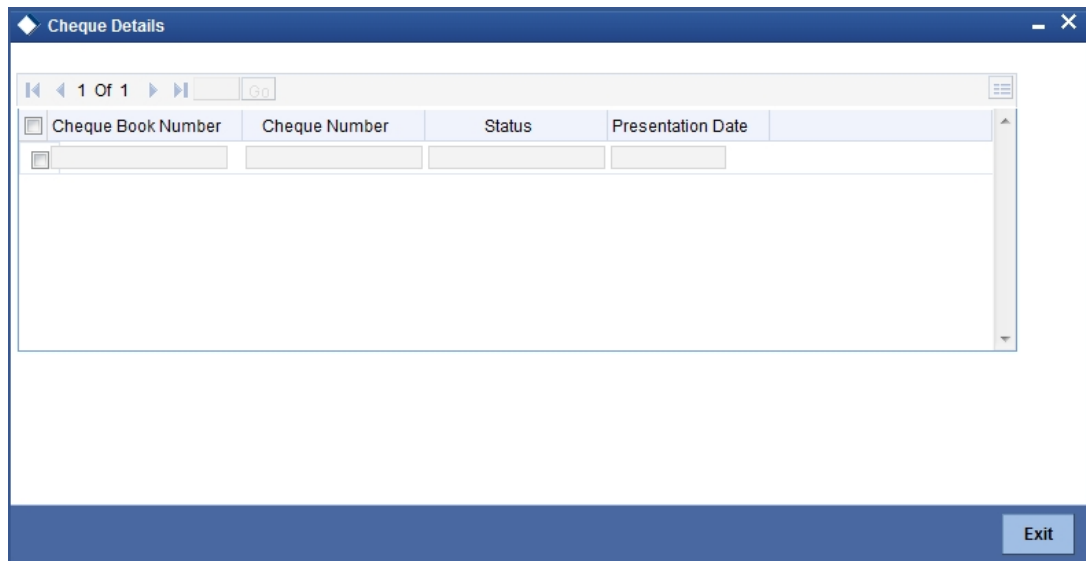 Cheque Details
1 Of 1 Go
Cheque Book Number Cheque Number Status Presentation Date
Exit